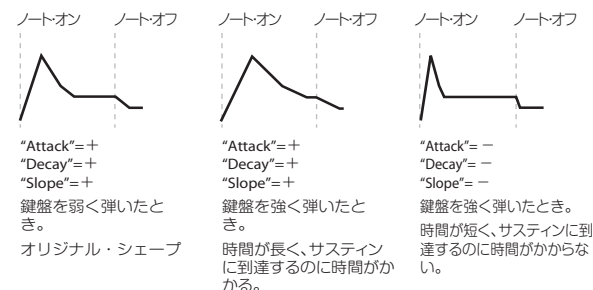 ノート・オン ノート・オフ
"Attack"=＋
"Decay"=＋
"Slope"=＋
鍵盤を弱く弾いたと
き。
オリジナル・シェープ
ノート・オン ノート・オフ
"Attack"=＋
"Decay"=＋
"Slope"=＋
鍵盤を強く弾いたと
き。
時間が長く、サスティン
に到達するのに時間がか
かる。
ノート・オン ノート・オフ
"Attack"= －
"Decay"= －
"Slope"= －
鍵盤を強く弾いたとき。
時間が短く、サスティンに到
達するのに時間がかからな
い。